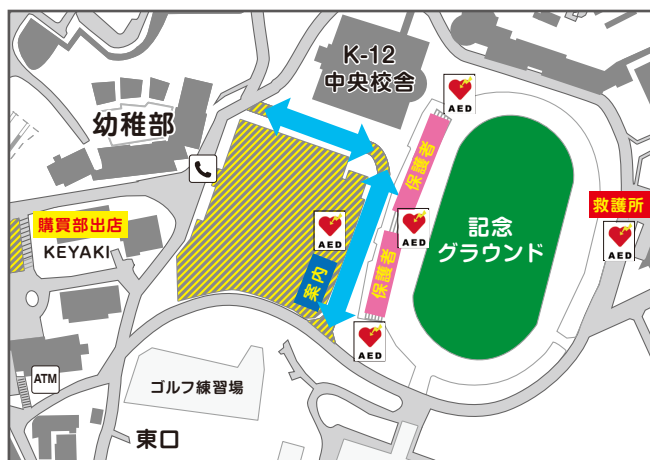 K-12
中央校舎
AED
幼稚部
保護者
購買部出店
KEYAKI
AED
AED
記念
グラウンド
救護所
AED
案内
保護者
AED
ATM
ゴルフ練習場
東口